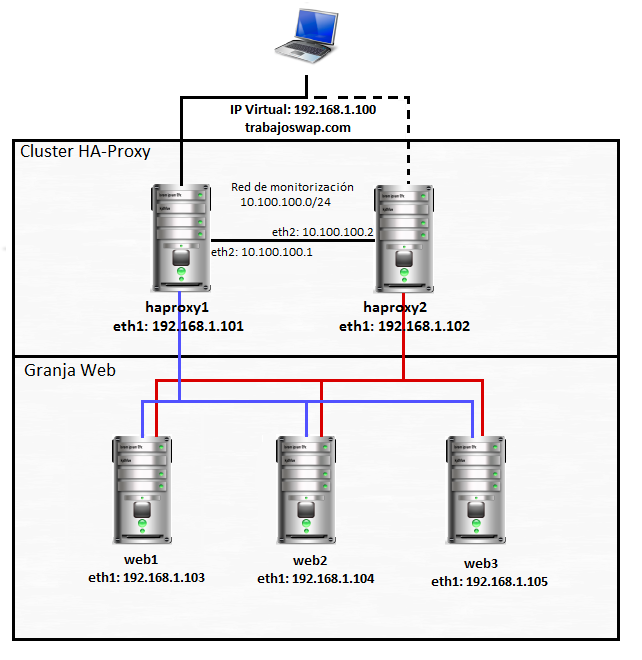 IP Virtual: 192.168.1.100
trabajoswap.com
Cluster HA-Proxy
Red de monitorización
10.100.100.0/24
eth2: 10.100.100.2
eth2: 10.100.100.1
haproxy1
eth1: 192.168.1.101
haproxy2
eth1: 192.168.1.102
Granja Web
web1
eth1: 192.168.1.103
web2
eth1: 192.168.1.104
web3
eth1: 192.168.1.105